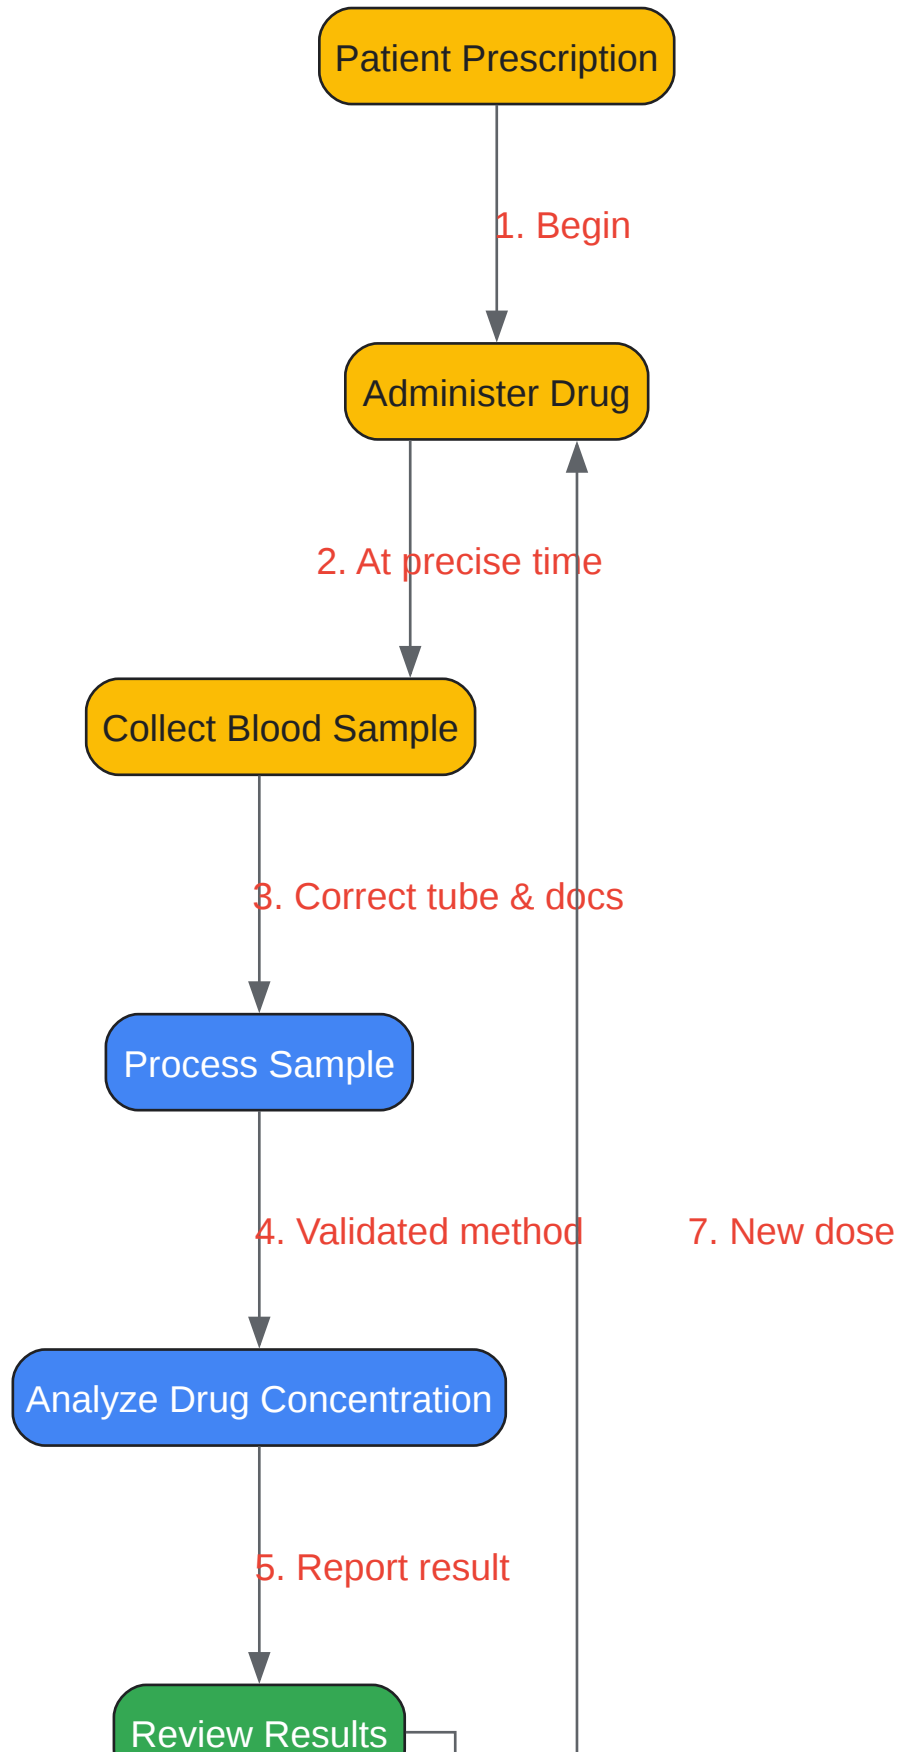 Patient Prescription
1. Begin
Administer Drug
2. At precise time
Collect Blood Sample
3. Correct tube & docs
Process Sample
4. Validated method
7. New dose
Analyze Drug Concentration
5. Report result
Review Results